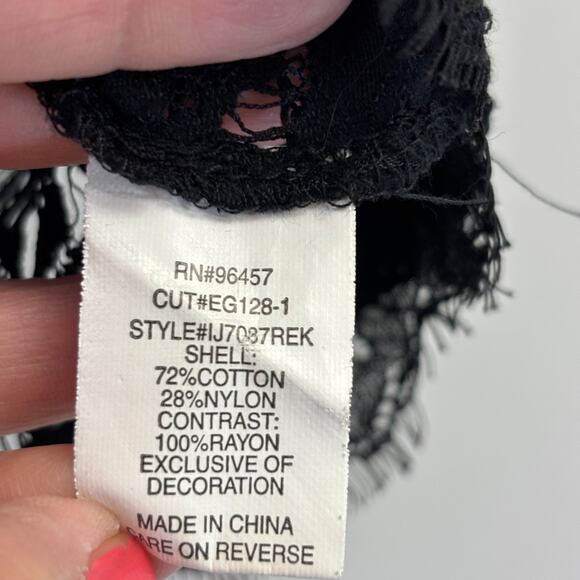 RN#96457
CUT#EG128-1
STYLE#IJ7087REK
SHELL:
72%COTTON
28%NYLON
CONTRAST:
100%RAYON
EXCLUSIVE OF
DECORATION
MADE IN CHINA
CARE ON REVERSE